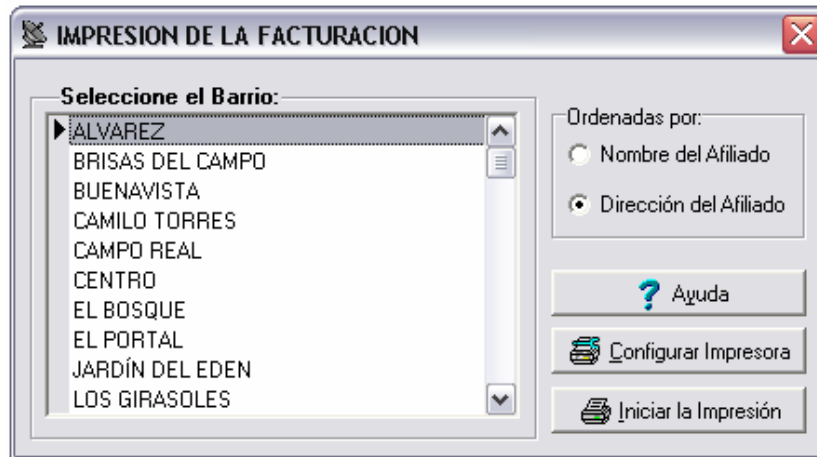 IMPRESION DE LA FACTURACION
Seleccione el Barrio:
ALVAREZ
BRISAS DEL CAMPO
BUENAVISTA
CAMILO TORRES
CAMPO REAL
CENTRO
EL BOSQUE
EL PORTAL
JARDÍN DEL EDEN
LOS GIRASOLES
Ordenadas por:
Nombre del Afiliado
Dirección del Afiliado
Ayuda
Configurar Impresora
Iniciar la Impresión